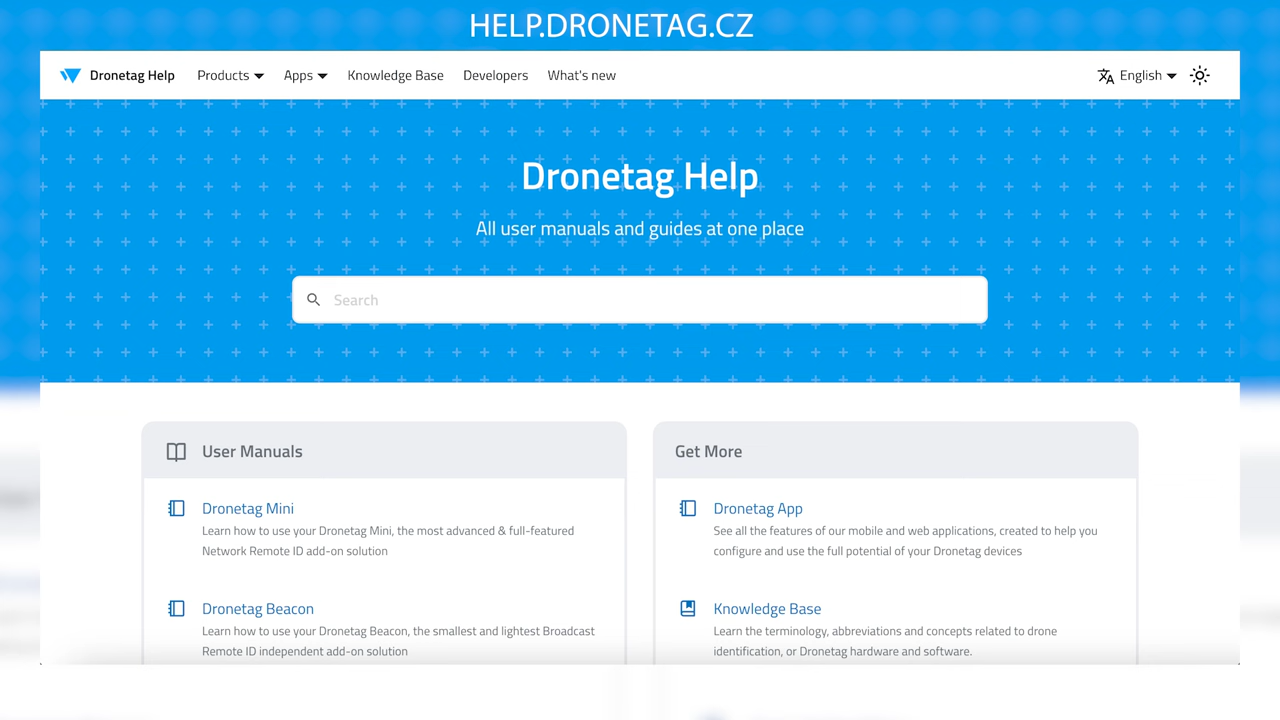 HELP.DRONETAG.CZ
Dronetag Help Products Apps Knowledge Base Developers What's new English
Dronetag Help
All user manuals and guides at one place
Search
User Manuals
Dronetag Mini
Learn how to use your Dronetag Mini, the most advanced & full-featured
Network Remote ID add-on solution
Dronetag Beacon
Learn how to use your Dronetag Beacon, the smallest and lightest Broadcast
Remote ID independent add-on solution
Get More
Dronetag App
See all the features of our mobile and web applications, created to help you
configure and use the full potential of your Dronetag devices
Knowledge Base
Learn the terminology, abbreviations and concepts related to drone
identification, or Dronetag hardware and software.